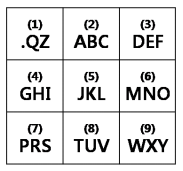 (1) (2) (3)
.QZ ABC DEF
(4) (5) (6)
GHI JKL MNO
(7) (8) (9)
PRS TUV WXY